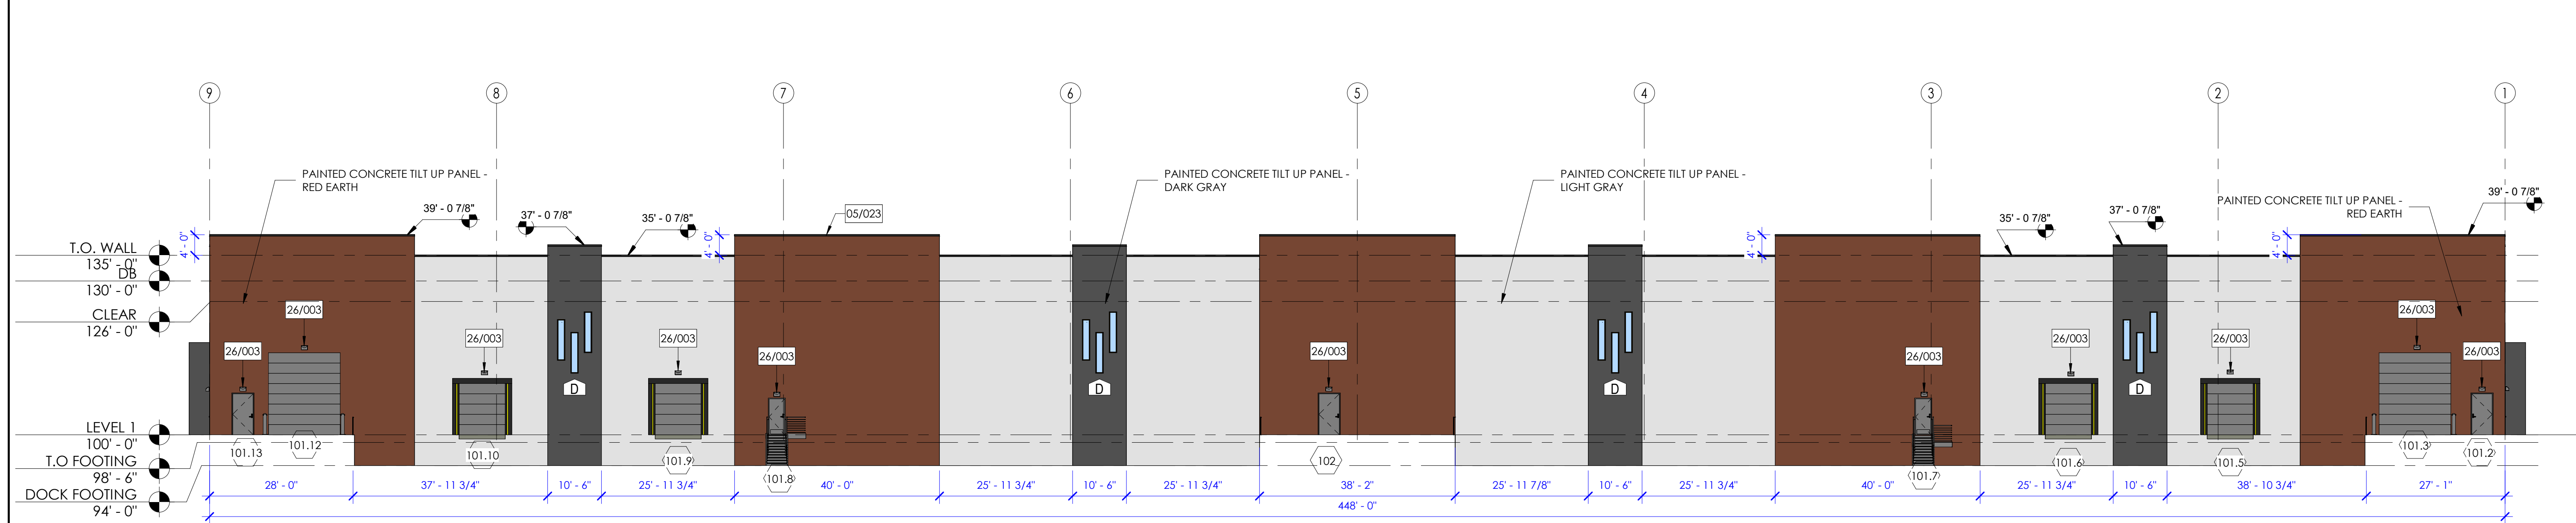 9
8
7
6
5
4
3
2
1
PAINTED CONCRETE TILT UP PANEL -
RED EARTH
PAINTED CONCRETE TILT UP PANEL -
DARK GRAY
PAINTED CONCRETE TILT UP PANEL -
LIGHT GRAY
PAINTED CONCRETE TILT UP PANEL -
RED EARTH
39' - 0 7/8"
37' - 0 7/8"
35' - 0 7/8"
05/023
35' - 0 7/8"
37' - 0 7/8"
39' - 0 7/8"
4' - 0"
4' - 0"
4' - 0"
4' - 0"
T.O. WALL
135' - 0"
DB
130' - 0"
CLEAR
126' - 0"
LEVEL 1
100' - 0"
T.O FOOTING
98' - 6"
DOCK FOOTING
94' - 0"
26/003
26/003
26/003
26/003
26/003
26/003
26/003
26/003
26/003
26/003
26/003
D
D
D
D
101.13
101.12
101.10
101.9
101.8
102
101.7
101.6
101.5
101.3
101.2
28' - 0"
37' - 11 3/4"
10' - 6"
25' - 11 3/4"
40' - 0"
25' - 11 3/4"
10' - 6"
25' - 11 3/4"
38' - 2"
25' - 11 7/8"
10' - 6"
25' - 11 3/4"
40' - 0"
25' - 11 3/4"
10' - 6"
38' - 10 3/4"
27' - 1"
448' - 0"